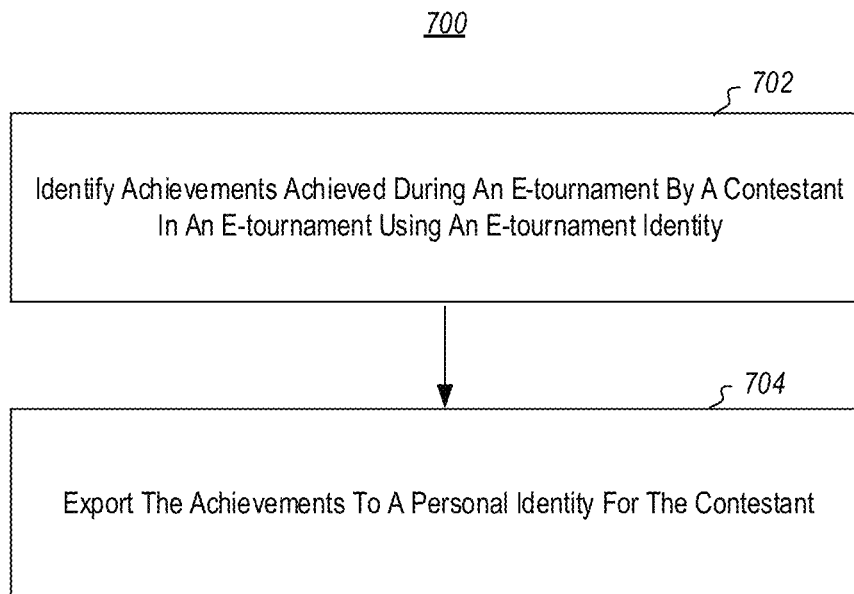 700
702
Identify Achievements Achieved During An E-tournament By A Contestant
In An E-tournament Using An E-tournament Identity
704
Export The Achievements To A Personal Identity For The Contestant